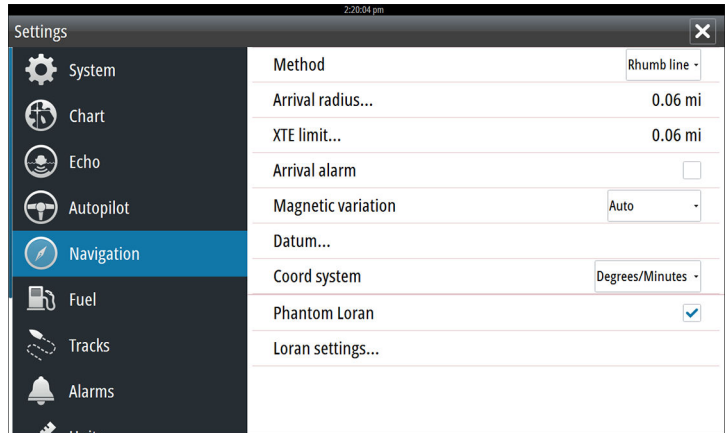 2:20:04 pm
Settings
System
Chart
Echo
Autopilot
Navigation
Fuel
Tracks
Alarms
Method Rhumb line
Arrival radius... 0.06 mi
XTE limit... 0.06 mi
Arrival alarm
Magnetic variation Auto
Datum...
Coord system Degrees/Minutes
Phantom Loran
Loran settings...